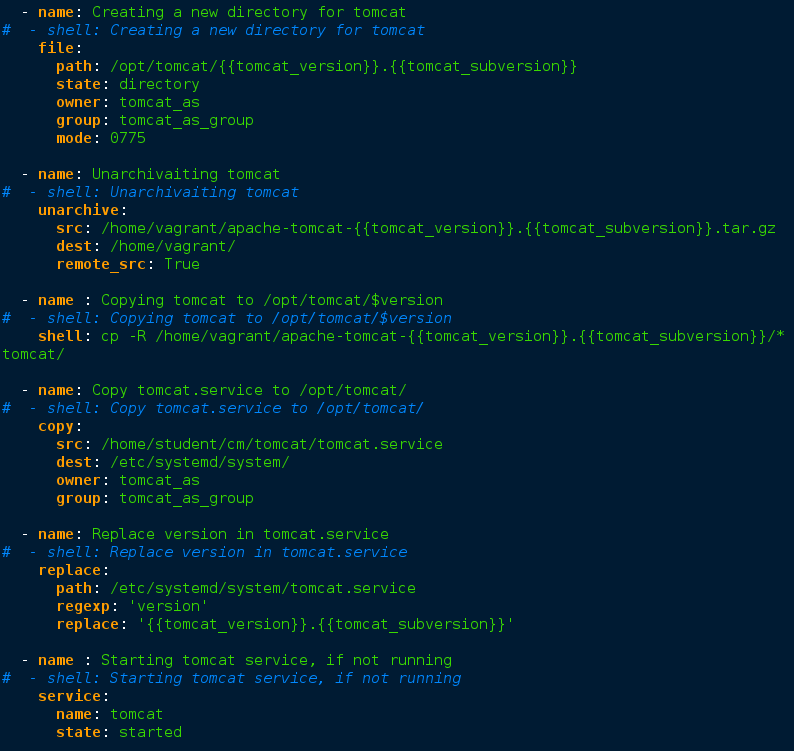 - name: Creating a new directory for tomcat
#  - shell: Creating a new directory for tomcat
file:
path: /opt/tomcat/{{tomcat_version}}.{{tomcat_subversion}}
state: directory
owner: tomcat_as
group: tomcat_as_group
mode: 0775
- name: Unarchivaiting tomcat
#  - shell: Unarchivaiting tomcat
unarchive:
src: /home/vagrant/apache-tomcat-{{tomcat_version}}.{{tomcat_subversion}}.tar.gz
dest: /home/vagrant/
remote_src: True
- name : Copying tomcat to /opt/tomcat/$version
#  - shell: Copying tomcat to /opt/tomcat/$version
shell: cp -R /home/vagrant/apache-tomcat-{{tomcat_version}}.{{tomcat_subversion}}/*
tomcat/
- name: Copy tomcat.service to /opt/tomcat/
#  - shell: Copy tomcat.service to /opt/tomcat/
copy:
src: /home/student/cm/tomcat/tomcat.service
dest: /etc/systemd/system/
owner: tomcat_as
group: tomcat_as_group
- name: Replace version in tomcat.service
#  - shell: Replace version in tomcat.service
replace:
path: /etc/systemd/system/tomcat.service
regexp: 'version'
replace: '{{tomcat_version}}.{{tomcat_subversion}}'
- name : Starting tomcat service, if not running
#  - shell: Starting tomcat service, if not running
service:
name: tomcat
state: started